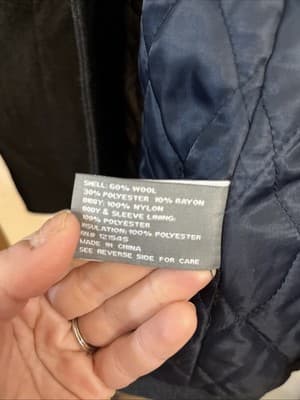 SHELL: 60% WOOL
30% POLYESTER 10% RAYON
BODY: 100% NYLON
BODY & SLEEVE LINING:
100% POLYESTER
INSULATION: 100% POLYESTER
RN# 121545
MADE IN CHINA
SEE REVERSE SIDE FOR CARE